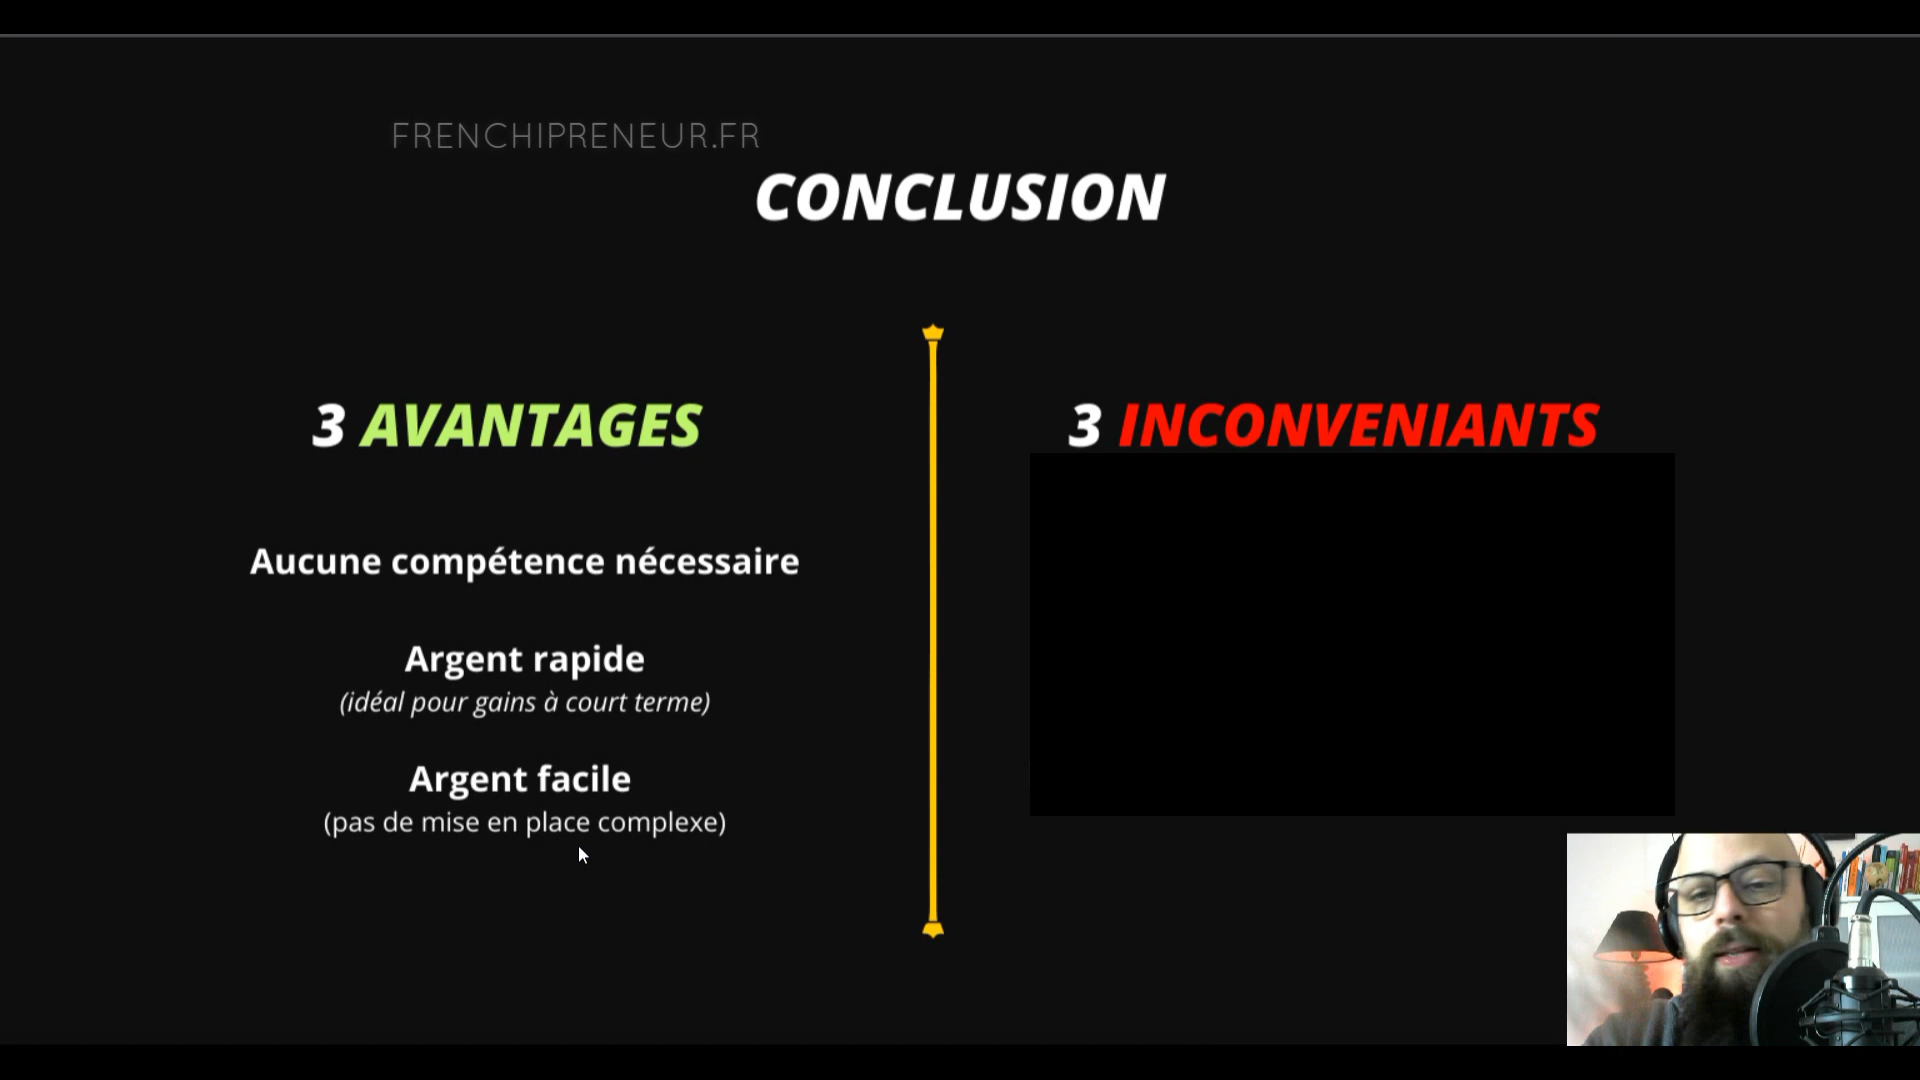 FRENCHIPRENEUR.FR
CONCLUSION
3 AVANTAGES
Aucune compétence nécessaire
Argent rapide
(idéal pour gains à court terme)
Argent facile
(pas de mise en place complexe)
3 INCONVENIANTS